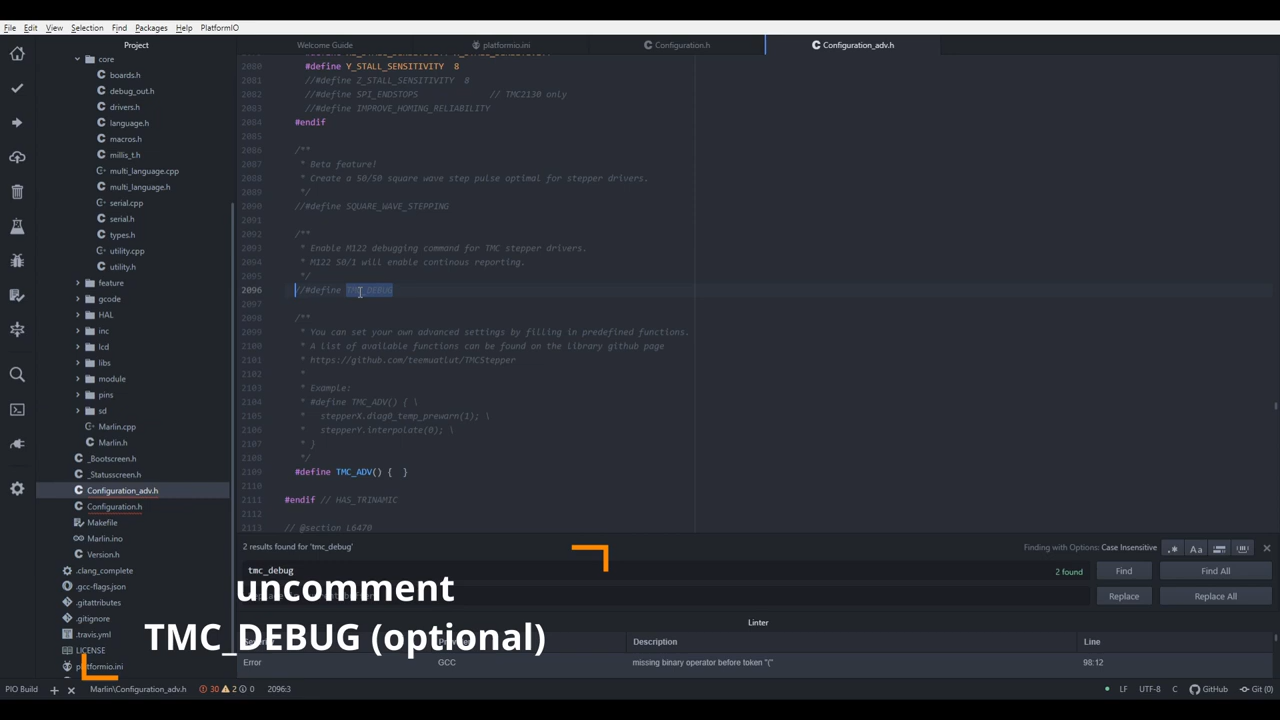 File Edit View Selection Find Packages Help PlatformIO
Project
Welcome Guide
platformio.ini
Configuration.h
Configuration_adv.h
core
boards.h
debug_out.h
drivers.h
language.h
macros.h
millis_t.h
multi_language.cpp
multi_language.h
serial.cpp
serial.h
types.h
utility.cpp
utility.h
feature
gcode
HAL
inc
lcd
libs
module
pins
sd
Marlin.cpp
Marlin.h
_Bootscreen.h
_Statusscreen.h
Configuration_adv.h
Configuration.h
Makefile
Marlin.ino
Version.h
.clang_complete
.gcc-flags.json
.gitattributes
.gitignore
.travis.yml
LICENSE
platformio.ini
2080 #define Y_STALL_SENSITIVITY 8
2081 //#define Z_STALL_SENSITIVITY 8
2082 //#define SPI_ENDSTOPS // TMC2130 only
2083 //#define IMPROVE_HOMING_RELIABILITY
2084 #endif
2085
2086 /**
2087 * Beta feature!
2088 * Create a 50/50 square wave step pulse optimal for stepper drivers.
2089 */
2090 //#define SQUARE_WAVE_STEPPING
2091
2092 /**
2093 * Enable M122 debugging command for TMC stepper drivers.
2094 * M122 S0/1 will enable continous reporting.
2095 */
2096 //#define TMC_DEBUG
2097
2098 /**
2099 * You can set your own advanced settings by filling in predefined functions.
2100 * A list of available functions can be found on the library github page
2101 * https://github.com/teemuatlut/TMCStepper
2102 *
2103 * Example:
2104 * #define TMC_ADV() { \
2105 * stepperX.diag0_temp_prewarn(1); \
2106 * stepperY.interpolate(0); \
2107 * }
2108 */
2109 #define TMC_ADV() { }
2110
2111 #endif // HAS_TRINAMIC
2112
2113 // @section L6470
2 results found for 'tmc_debug'
Finding with Options: Case Insensitive
.* Aa
tmc_debug
2 found
Find
Find All
Replace
Replace All
uncomment
TMC_DEBUG (optional)
Linter
Description
Line
Error GCC missing binary operator before token "(" 98:12
PIO Build + × Marlin\Configuration_adv.h 30 2 0 2096:3
LF UTF-8 C GitHub Git (0)